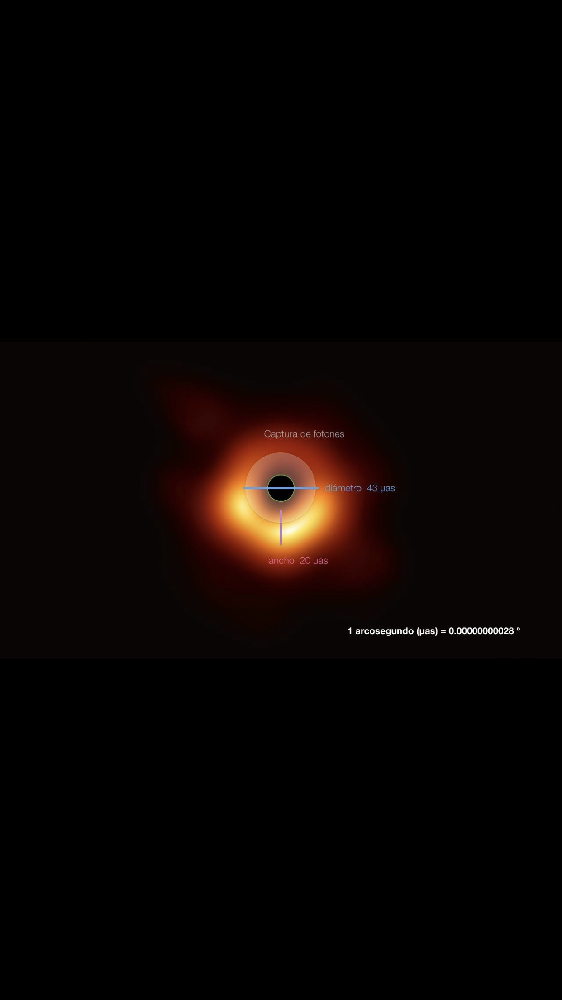 Captura de fotones
diámetro 43 µas
ancho 20 µas
1 arcosegundo (µas) = 0.00000000028 º